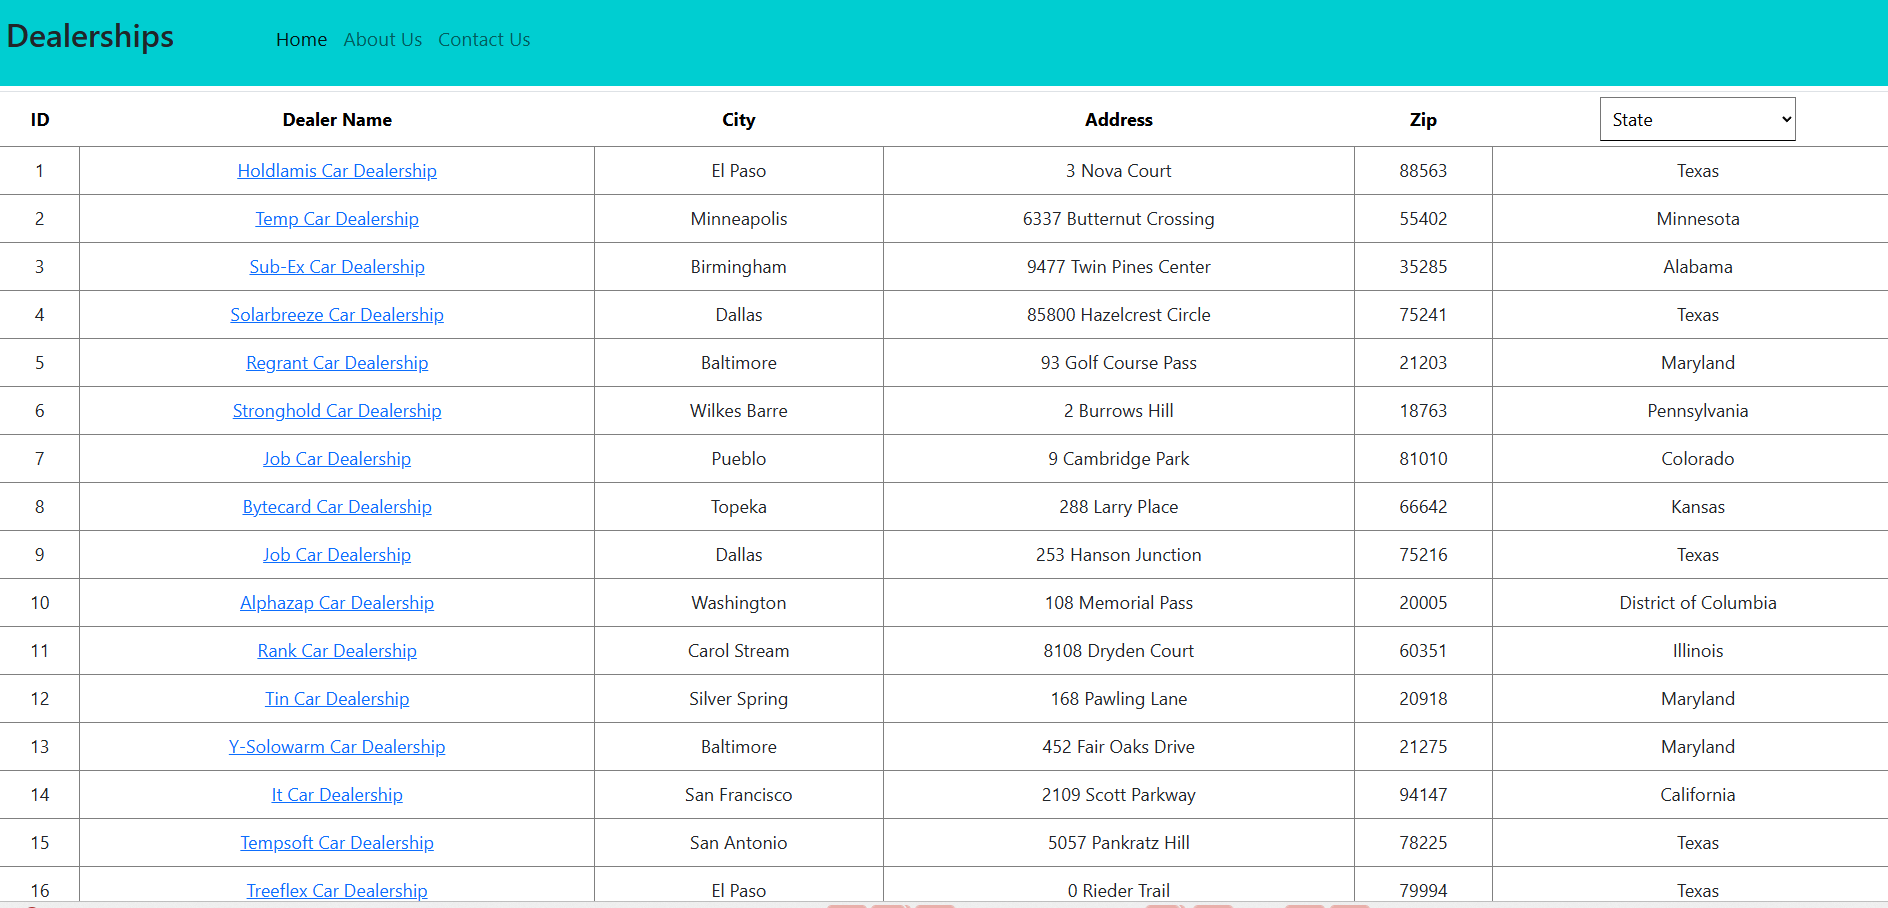 Dealerships Home About Us Contact Us
ID Dealer Name City Address Zip State
1 Holdlamis Car Dealership El Paso 3 Nova Court 88563 Texas
2 Temp Car Dealership Minneapolis 6337 Butternut Crossing 55402 Minnesota
3 Sub-Ex Car Dealership Birmingham 9477 Twin Pines Center 35285 Alabama
4 Solarbreeze Car Dealership Dallas 85800 Hazelcrest Circle 75241 Texas
5 Regrant Car Dealership Baltimore 93 Golf Course Pass 21203 Maryland
6 Stronghold Car Dealership Wilkes Barre 2 Burrows Hill 18763 Pennsylvania
7 Job Car Dealership Pueblo 9 Cambridge Park 81010 Colorado
8 Bytecard Car Dealership Topeka 288 Larry Place 66642 Kansas
9 Job Car Dealership Dallas 253 Hanson Junction 75216 Texas
10 Alphazap Car Dealership Washington 108 Memorial Pass 20005 District of Columbia
11 Rank Car Dealership Carol Stream 8108 Dryden Court 60351 Illinois
12 Tin Car Dealership Silver Spring 168 Pawling Lane 20918 Maryland
13 Y-Solowarm Car Dealership Baltimore 452 Fair Oaks Drive 21275 Maryland
14 It Car Dealership San Francisco 2109 Scott Parkway 94147 California
15 Tempsoft Car Dealership San Antonio 5057 Pankratz Hill 78225 Texas
16 Treeflex Car Dealership El Paso 0 Rieder Trail 79994 Texas